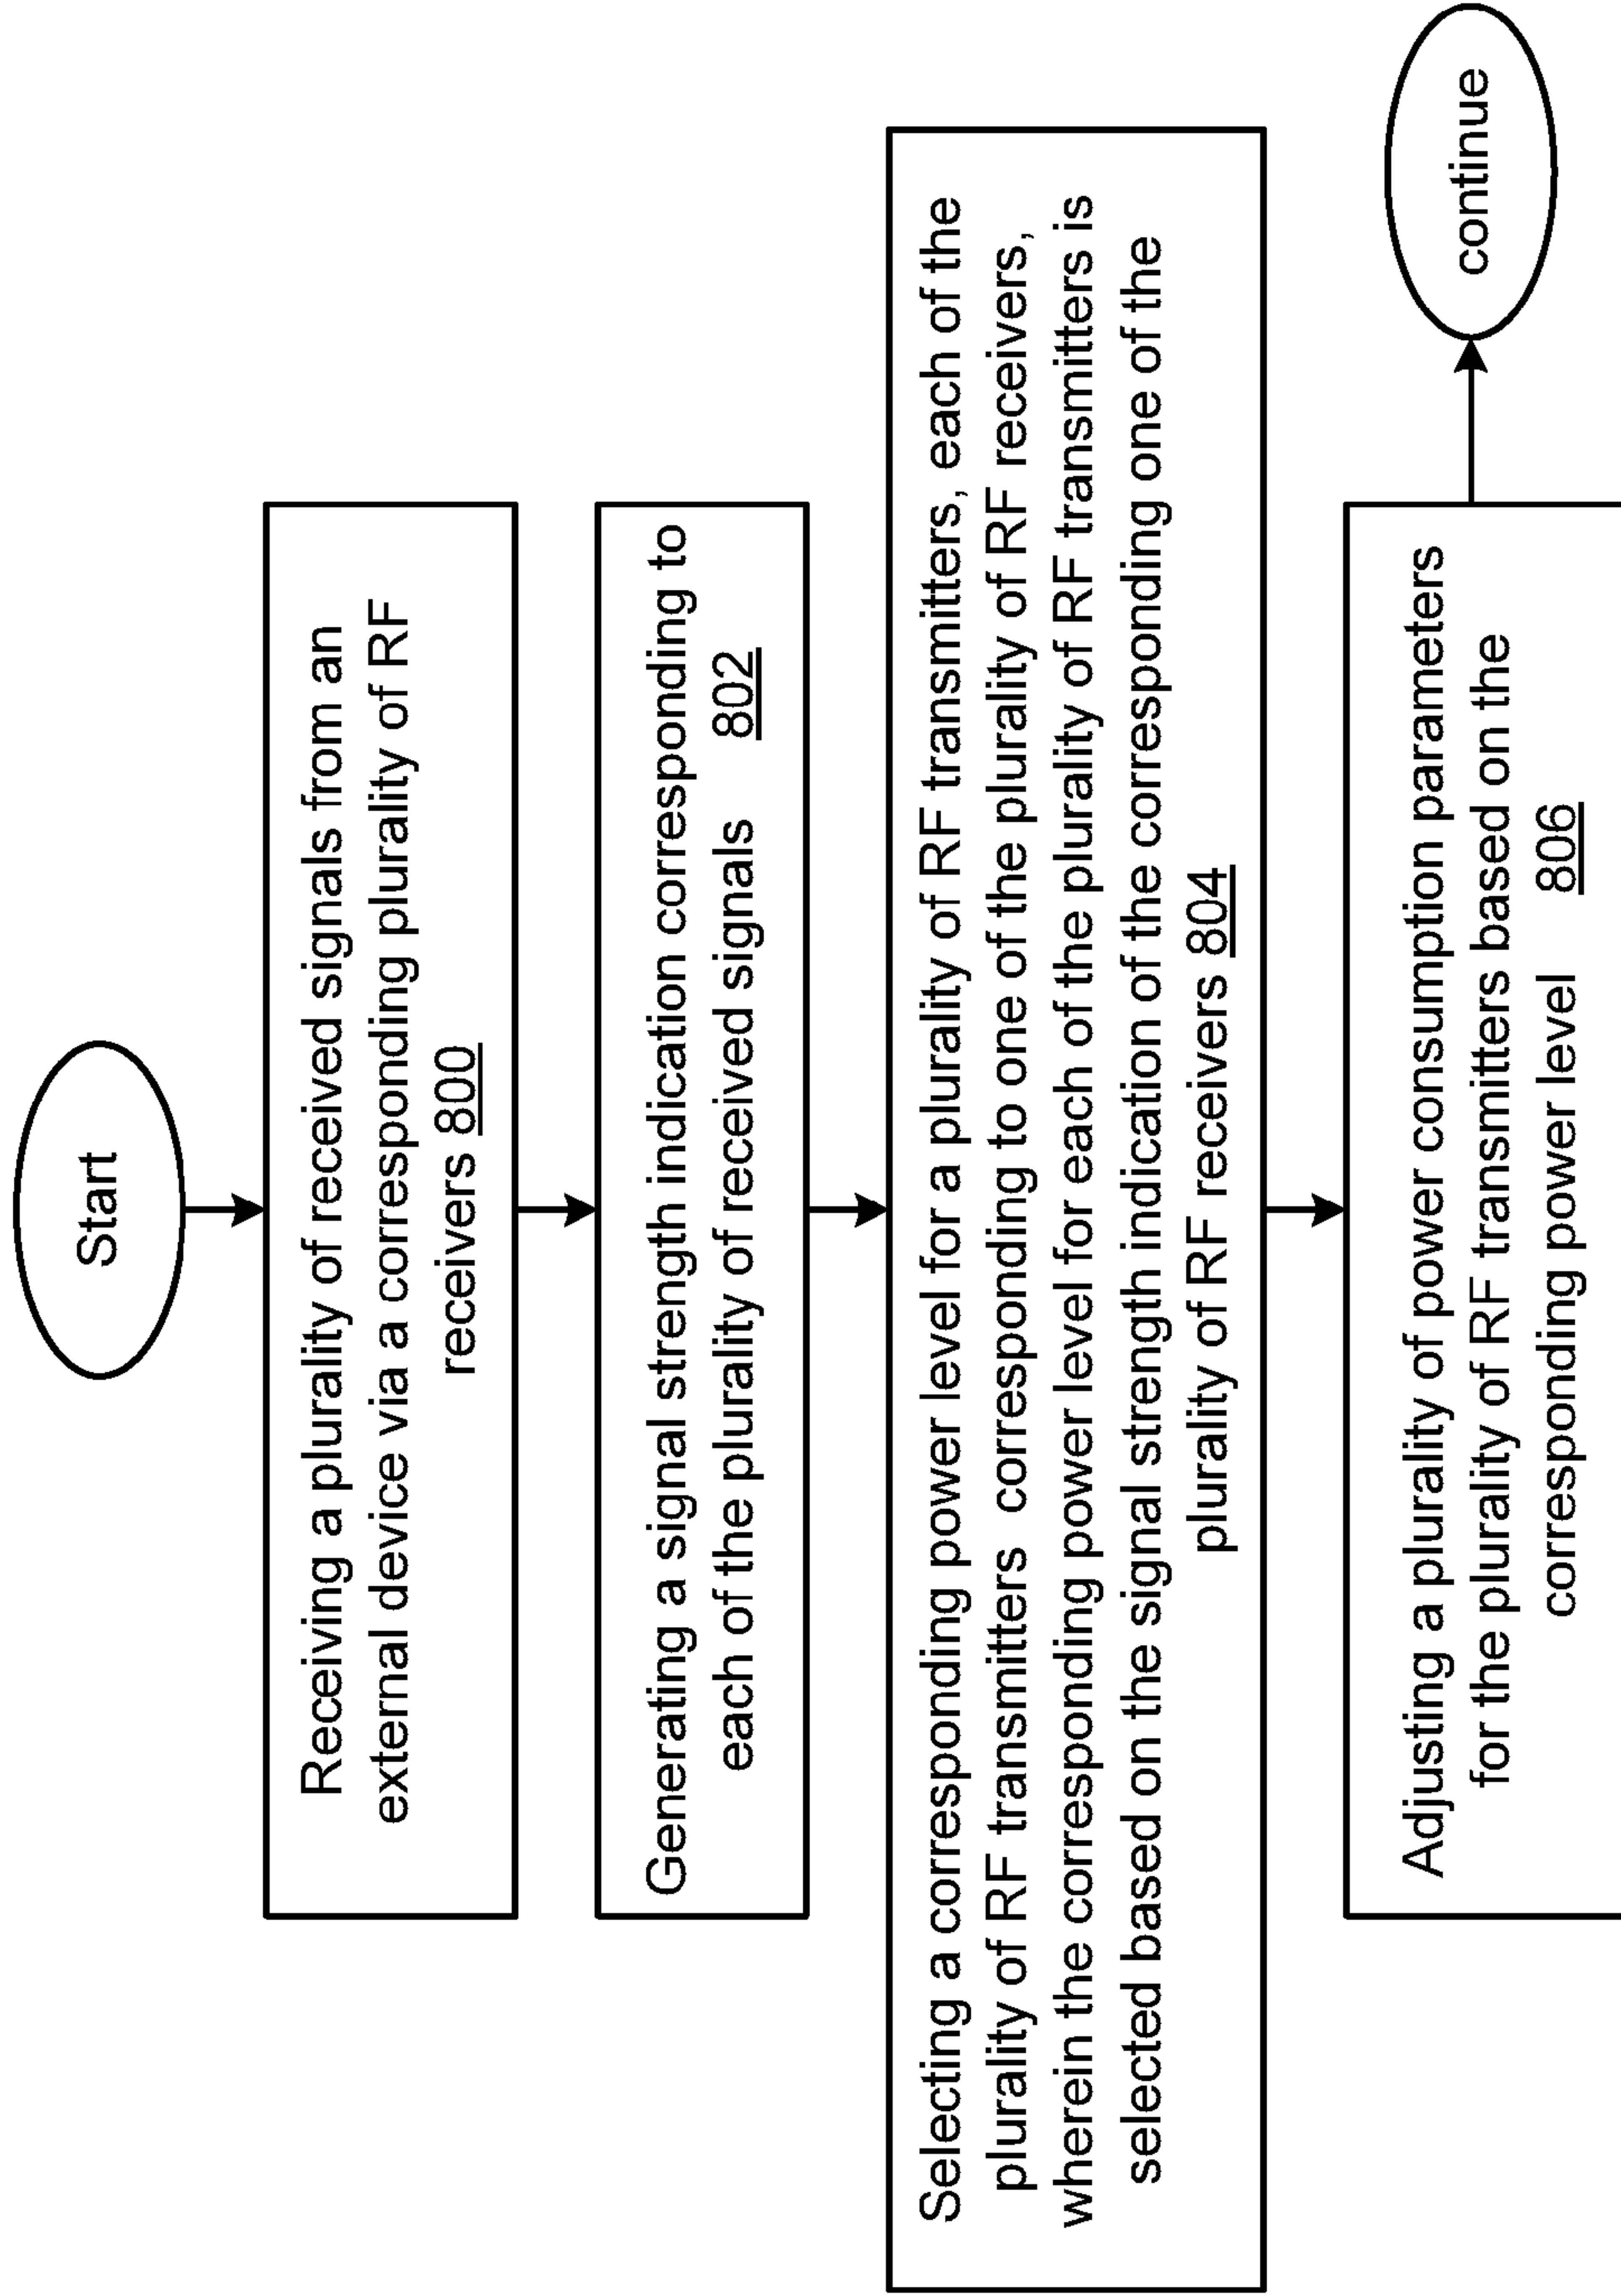 Start
Receiving a plurality of received signals from an
external device via a corresponding plurality of RF
receivers 800
Generating a signal strength indication corresponding to
each of the plurality of received signals 802
Selecting a corresponding power level for a plurality of RF transmitters, each of the
plurality of RF transmitters corresponding to one of the plurality of RF receivers,
wherein the corresponding power level for each of the plurality of RF transmitters is
selected based on the signal strength indication of the corresponding one of the
plurality of RF receivers 804
Adjusting a plurality of power consumption parameters
for the plurality of RF transmitters based on the
corresponding power level 806
continue